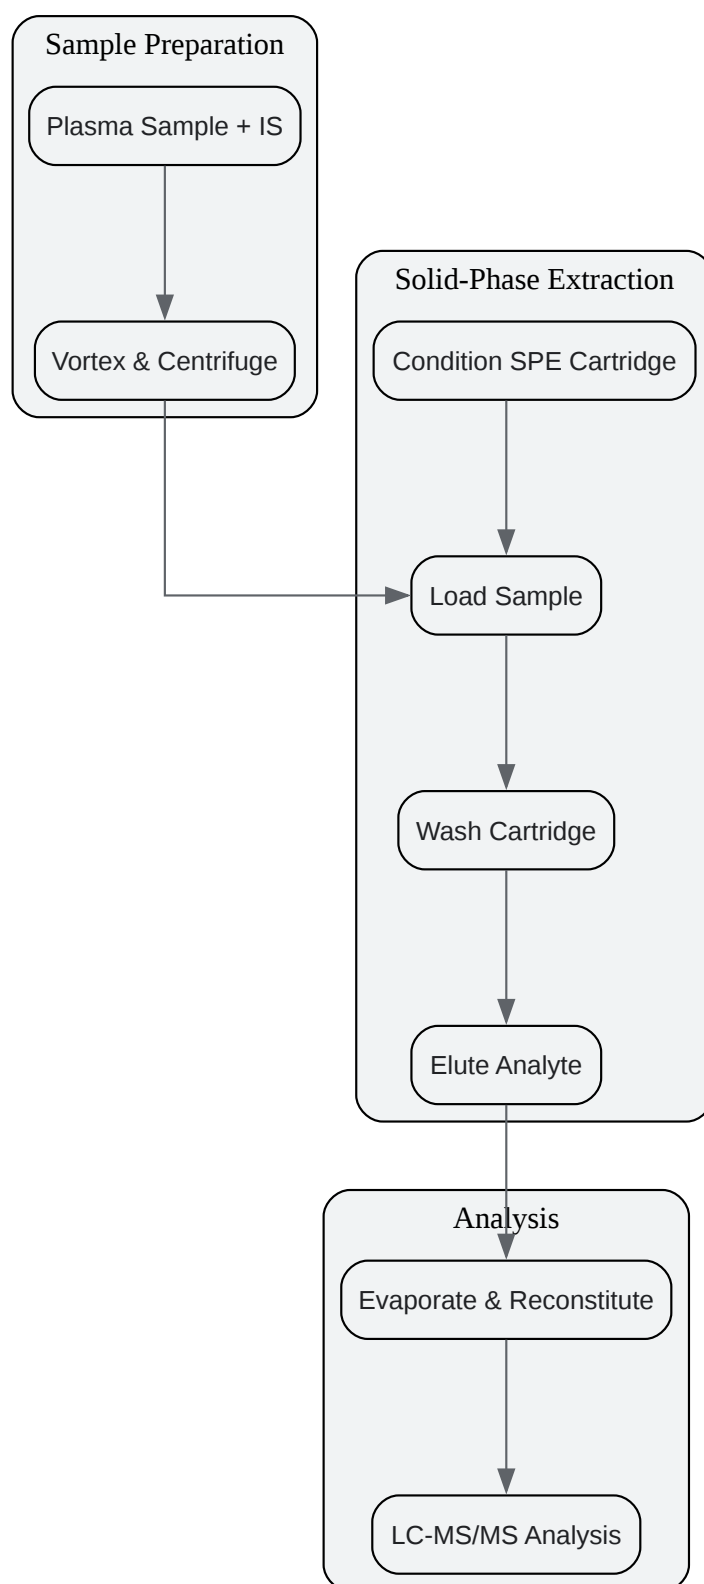 Sample Preparation
Plasma Sample + IS
Vortex & Centrifuge
Solid-Phase Extraction
Condition SPE Cartridge
Load Sample
Wash Cartridge
Elute Analyte
Analysis
Evaporate & Reconstitute
LC-MS/MS Analysis